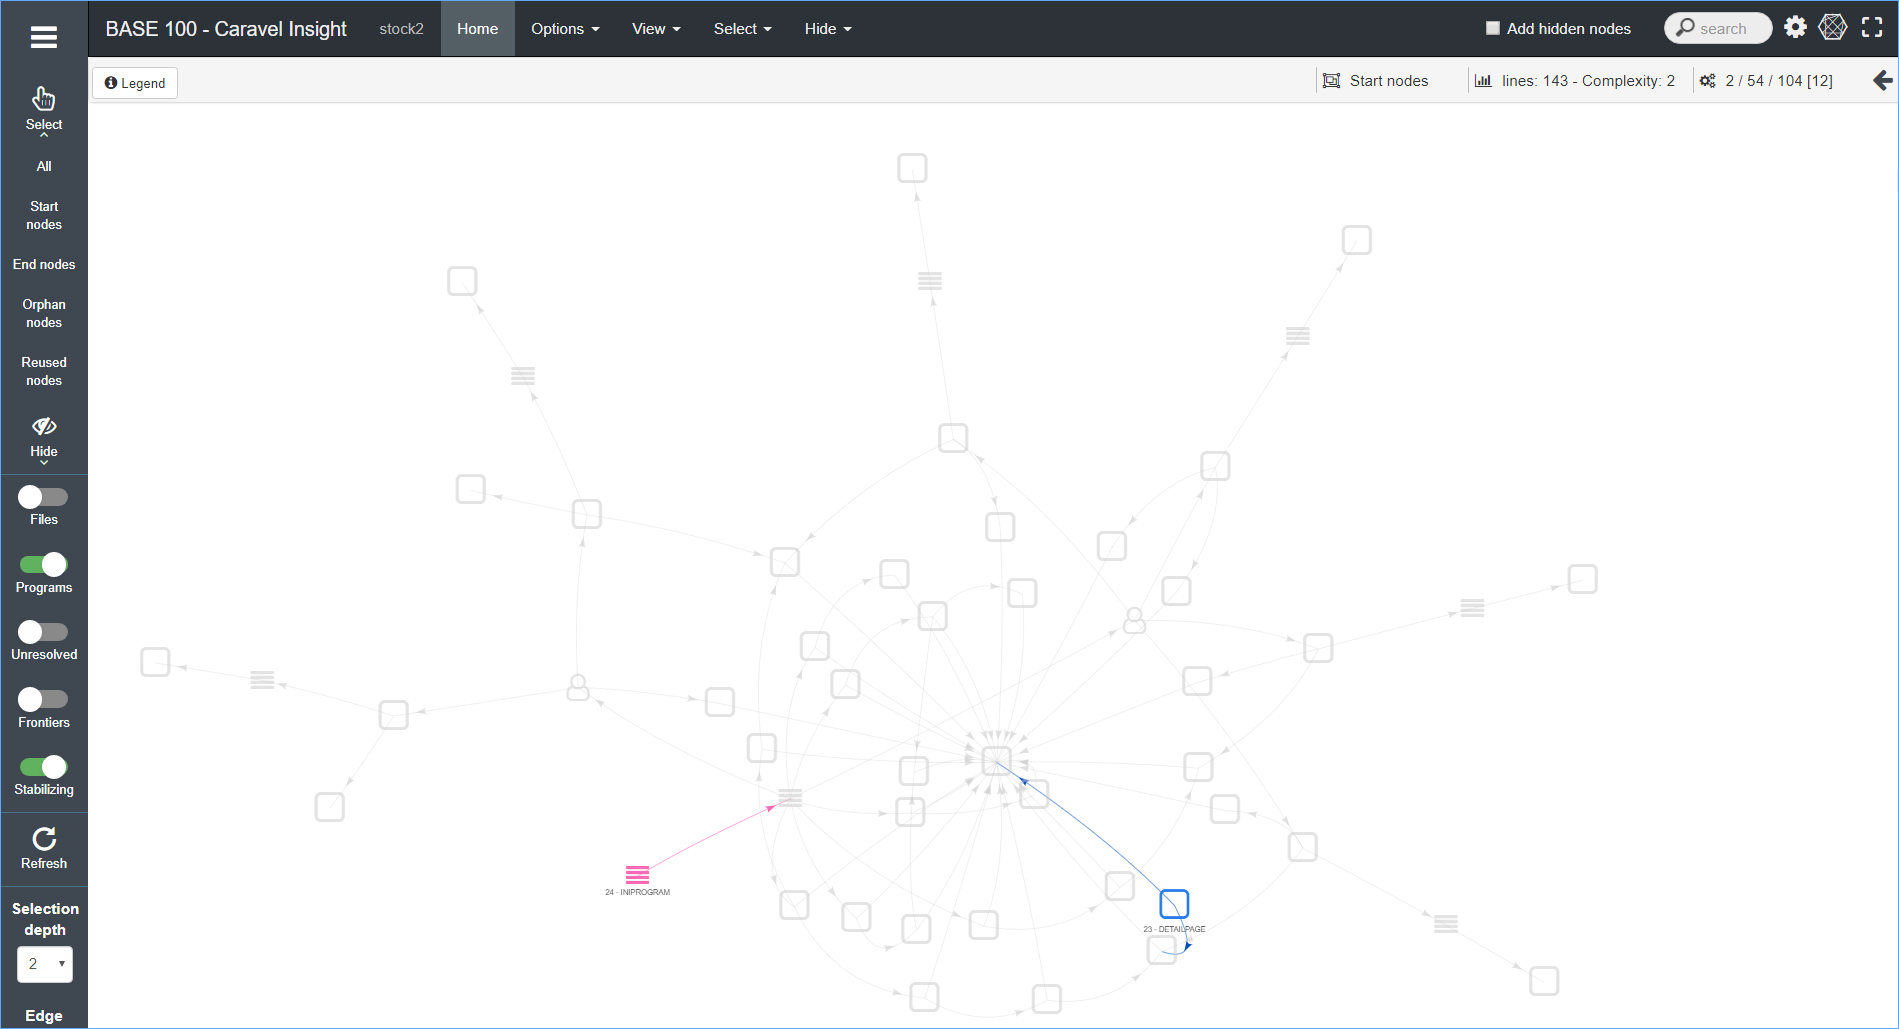 BASE 100 - Caravel Insight
stock2
Home
Options
View
Select
Hide
Add hidden nodes
search
Legend
Start nodes
lines: 143 - Complexity: 2
2 / 54 / 104 [12]
Select
All
Start
nodes
End nodes
Orphan
nodes
Reused
nodes
Hide
Files
Programs
Unresolved
Frontiers
Stabilizing
Refresh
Selection
depth
2
Edge
24 - INIPROGRAM
23 - DETAILPAGE